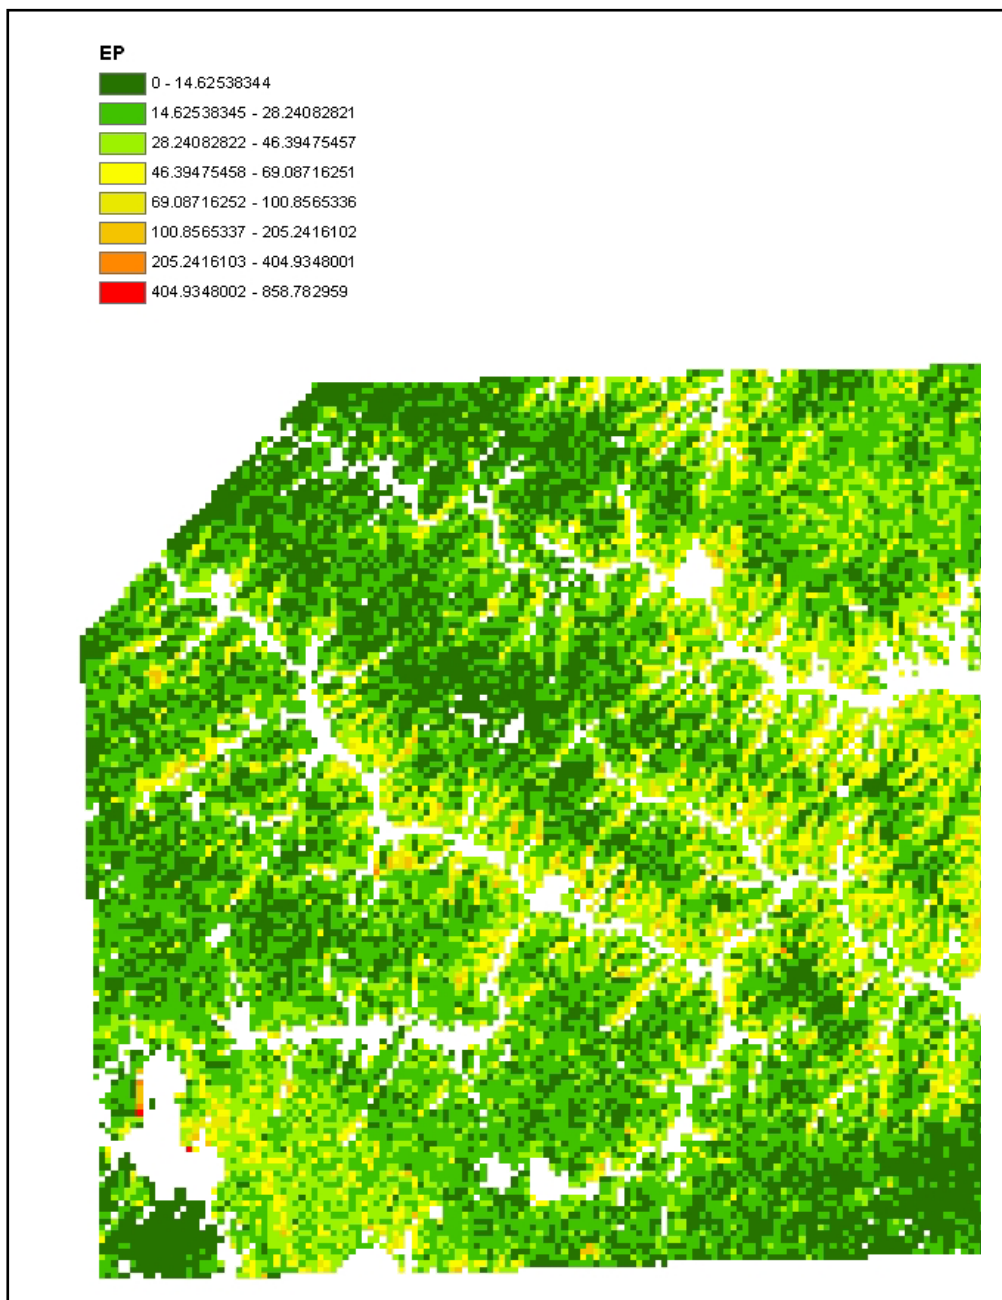 EP
0 - 14.62538344
14.62538345 - 28.24082821
28.24082822 - 46.39475457
46.39475458 - 69.08716251
69.08716252 - 100.8565336
100.8565337 - 205.2416102
205.2416103 - 404.9348001
404.9348002 - 858.782959